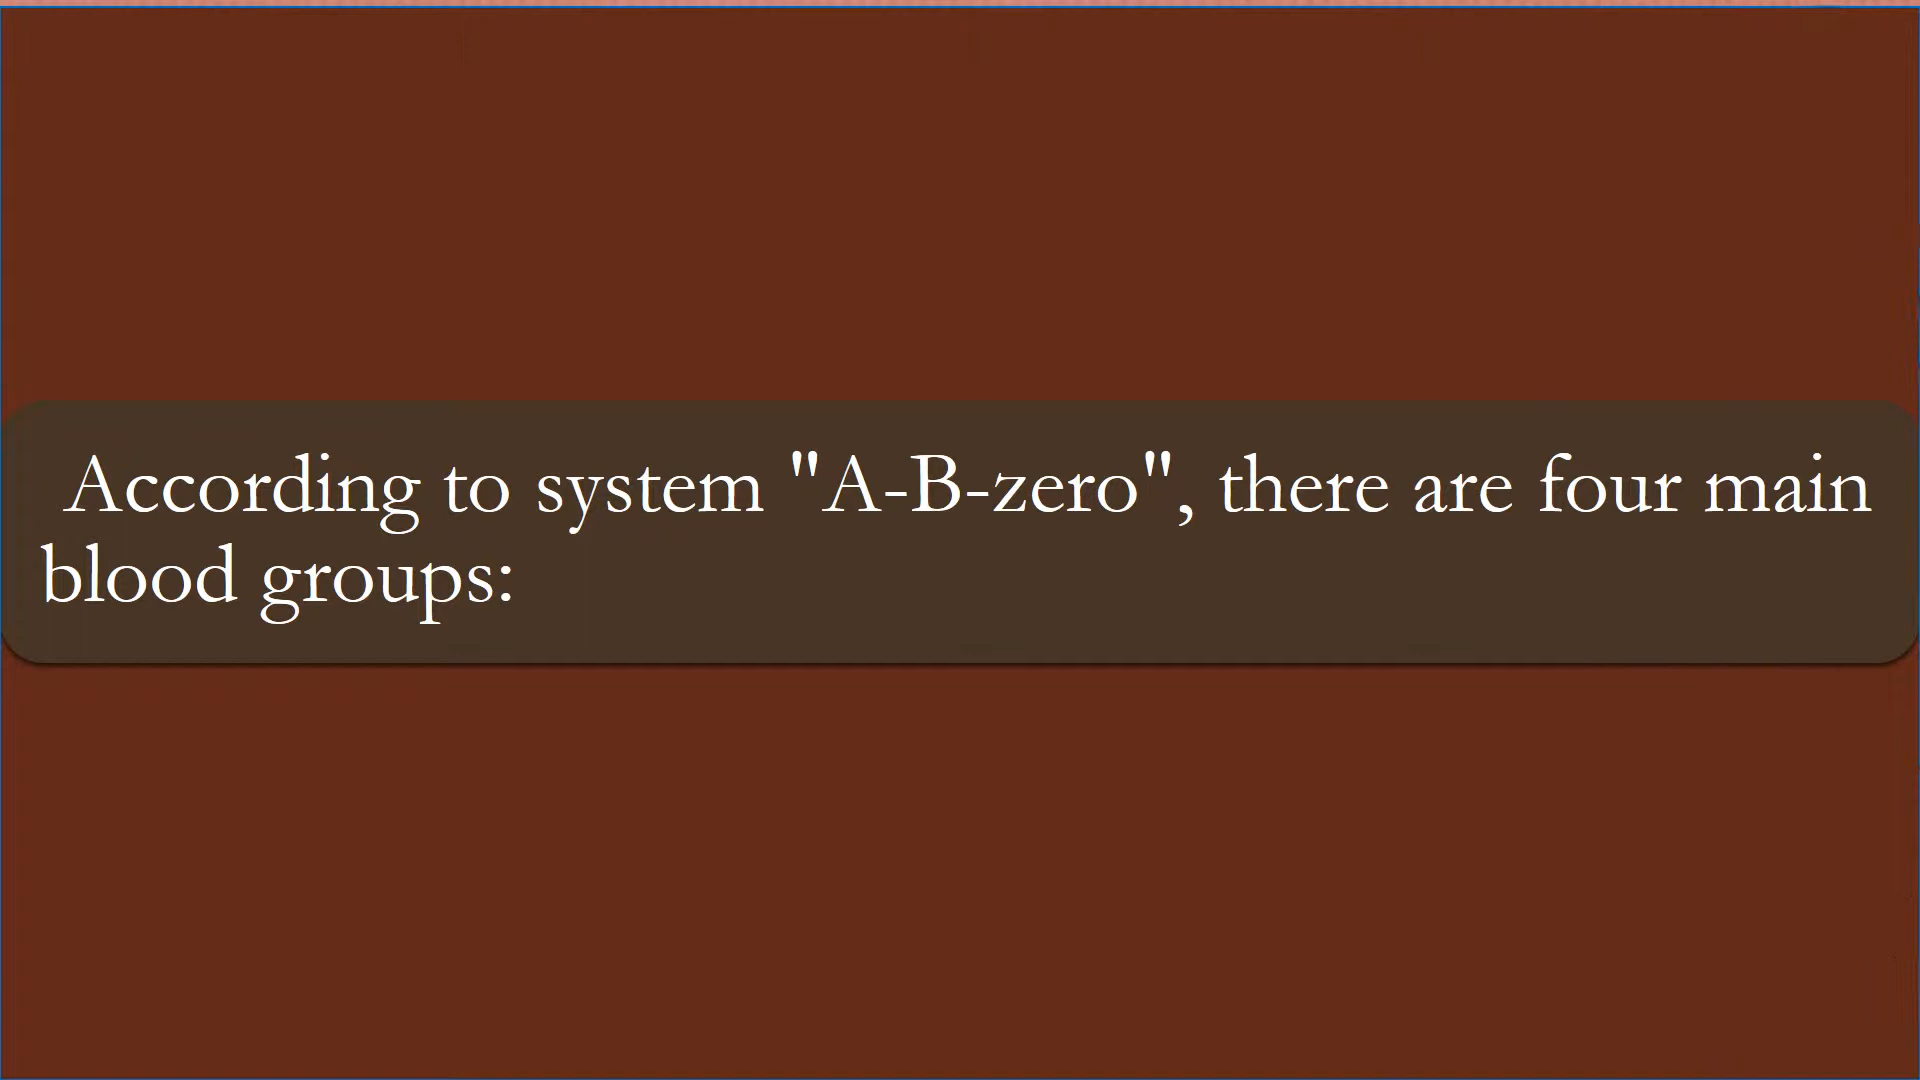 According to system "A-B-zero", there are four main
blood groups: